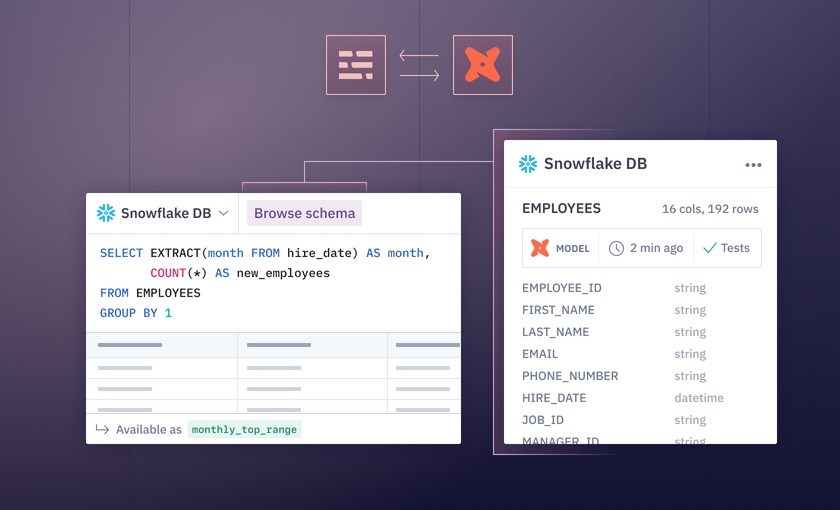 Snowflake DB
Browse schema
SELECT EXTRACT(month FROM hire_date) AS month,
COUNT(*) AS new_employees
FROM EMPLOYEES
GROUP BY 1
Available as monthly_top_range
Snowflake DB
EMPLOYEES 16 cols, 192 rows
MODEL 2 min ago Tests
EMPLOYEE_ID string
FIRST_NAME string
LAST_NAME string
EMAIL string
PHONE_NUMBER string
HIRE_DATE datetime
JOB_ID string
MANAGER_ID string